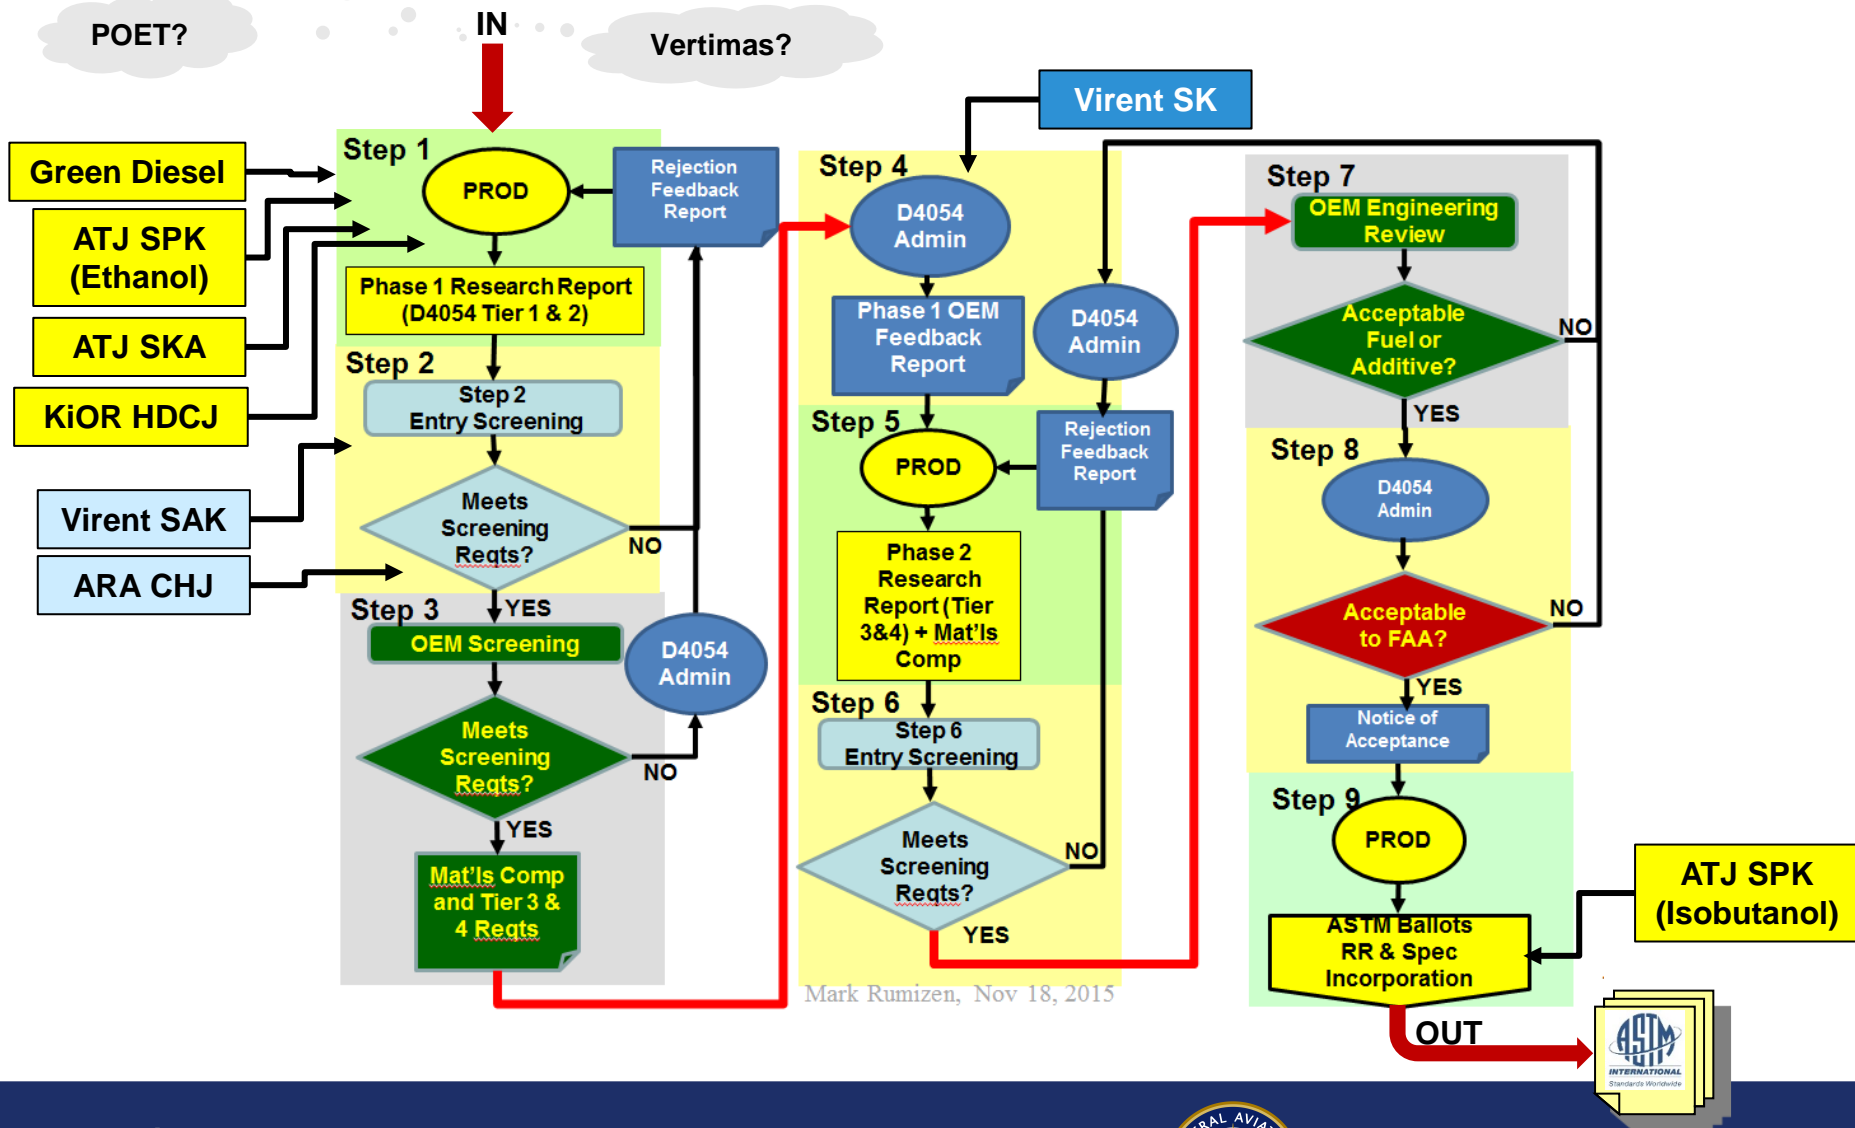 POET?
IN
Vertimas?
Virent SK
Green Diesel
ATJ SPK
(Ethanol)
ATJ SKA
KiOR HDCJ
Virent SAK
ARA CHJ
Step 1
PROD
Rejection
Feedback
Report
Phase 1 Research Report
(D4054 Tier 1 & 2)
Step 2
Step 2
Entry Screening
Meets
Screening
Reqts?
NO
YES
Step 3
OEM Screening
D4054
Admin
Meets
Screening
Reqts?
NO
YES
Mat'ls Comp
and Tier 3 &
4 Reqts
Step 4
D4054
Admin
Phase 1 OEM
Feedback
Report
D4054
Admin
Step 5
PROD
Rejection
Feedback
Report
Phase 2
Research
Report (Tier
3&4) + Mat'ls
Comp
Step 6
Step 6
Entry Screening
Meets
Screening
Reqts?
NO
YES
Mark Rumizen, Nov 18, 2015
Step 7
OEM Engineering
Review
Acceptable
Fuel or
Additive?
NO
YES
Step 8
D4054
Admin
Acceptable
to FAA?
NO
YES
Notice of
Acceptance
Step 9
PROD
ASTM Ballots
RR & Spec
Incorporation
ATJ SPK
(Isobutanol)
OUT
ASTM
INTERNATIONAL
Standards Worldwide